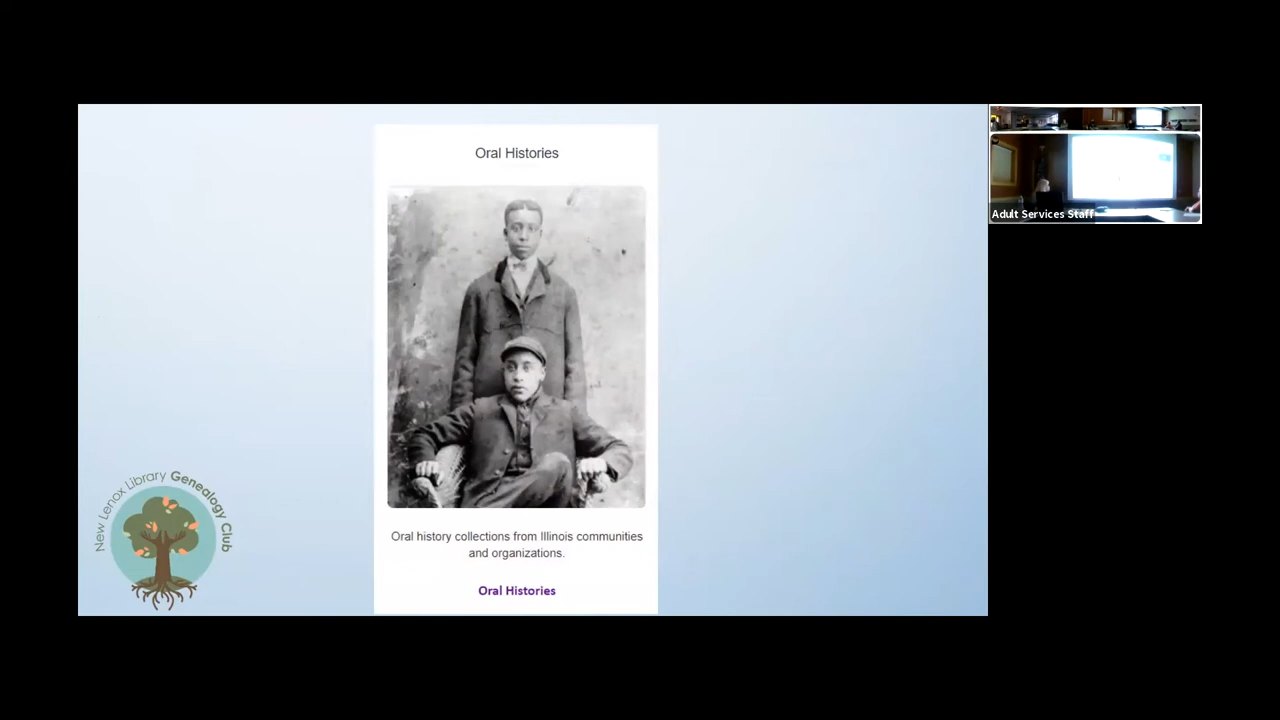 Oral Histories
Oral history collections from Illinois communities
and organizations.
Oral Histories
New Lenox Library Genealogy Club
Adult Services Staff